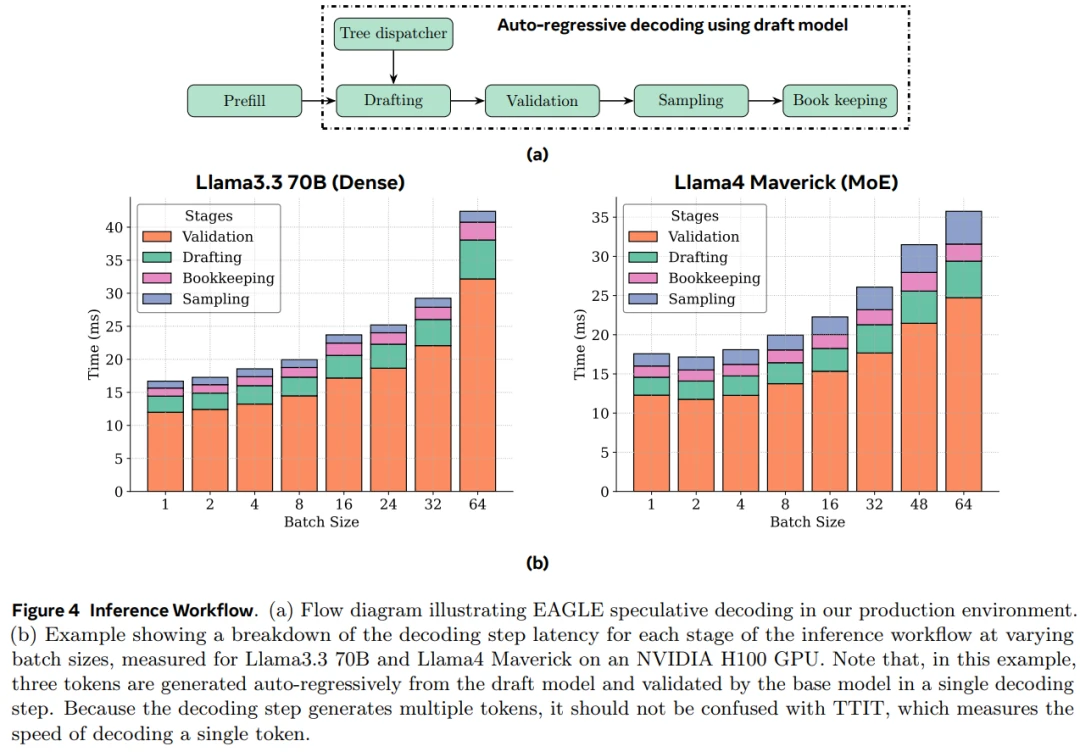 Auto-regressive decoding using draft model
Tree dispatcher
Prefill
Drafting
Validation
Sampling
Book keeping
(a)
Llama3.3 70B (Dense)
Time (ms)
40
35
30
25
20
15
10
5
0
Stages
Validation
Drafting
Bookkeeping
Sampling
1 2 4 8 16 24 32 64
Batch Size
Llama4 Maverick (MoE)
Time (ms)
35
30
25
20
15
10
5
0
Stages
Validation
Drafting
Bookkeeping
Sampling
1 2 4 8 16 32 48 64
Batch Size
(b)
Figure 4 Inference Workflow. (a) Flow diagram illustrating EAGLE speculative decoding in our production environment.
(b) Example showing a breakdown of the decoding step latency for each stage of the inference workflow at varying
batch sizes, measured for Llama3.3 70B and Llama4 Maverick on an NVIDIA H100 GPU. Note that, in this example,
three tokens are generated auto-regressively from the draft model and validated by the base model in a single decoding
step. Because the decoding step generates multiple tokens, it should not be confused with TTIT, which measures the
speed of decoding a single token.